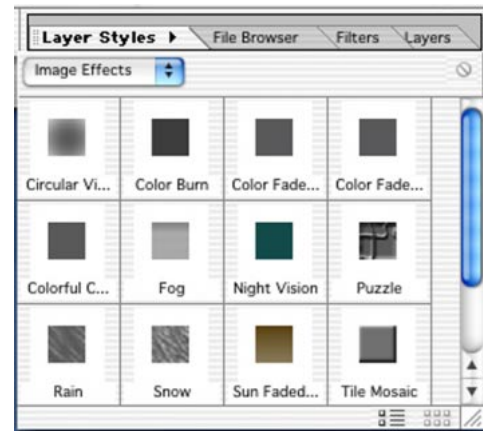 Layer Styles File Browser Filters Layers
Image Effects
Circular Vi... Color Burn Color Fade... Color Fade...
Colorful C... Fog Night Vision Puzzle
Rain Snow Sun Faded... Tile Mosaic